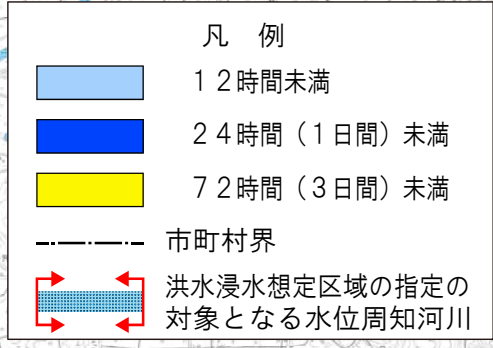 凡　例
１２時間未満
２４時間（１日間）未満
７２時間（３日間）未満
市町村界
洪水浸水想定区域の指定の
対象となる水位周知河川